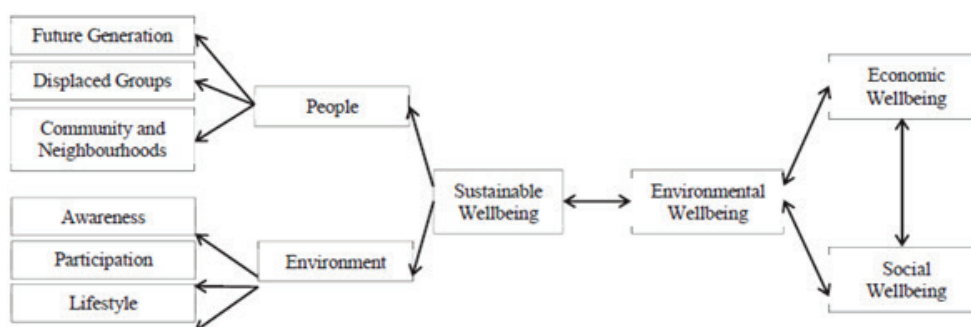 Future Generation
Displaced Groups
Community and
Neighbourhoods
People
Awareness
Participation
Lifestyle
Environment
Sustainable
Wellbeing
Environmental
Wellbeing
Economic
Wellbeing
Social
Wellbeing